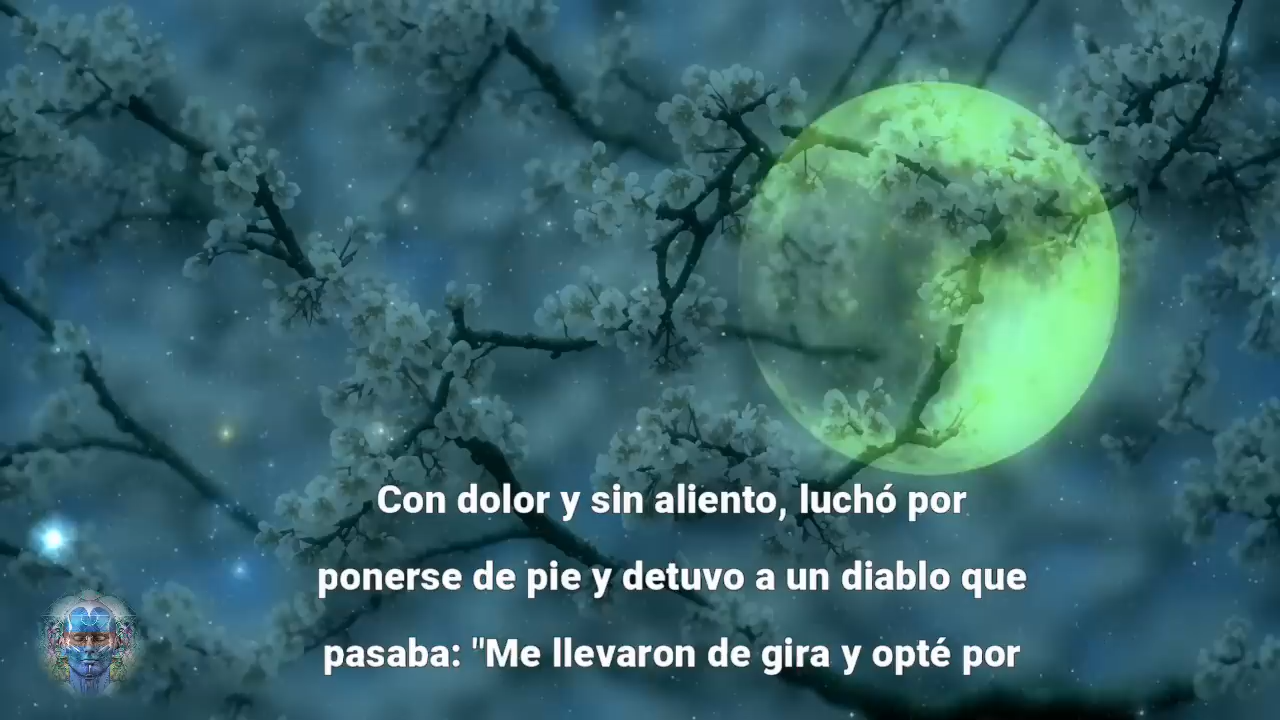 Con dolor y sin aliento, luchó por
ponerse de pie y detuvo a un diablo que
pasaba: "Me llevaron de gira y opté por